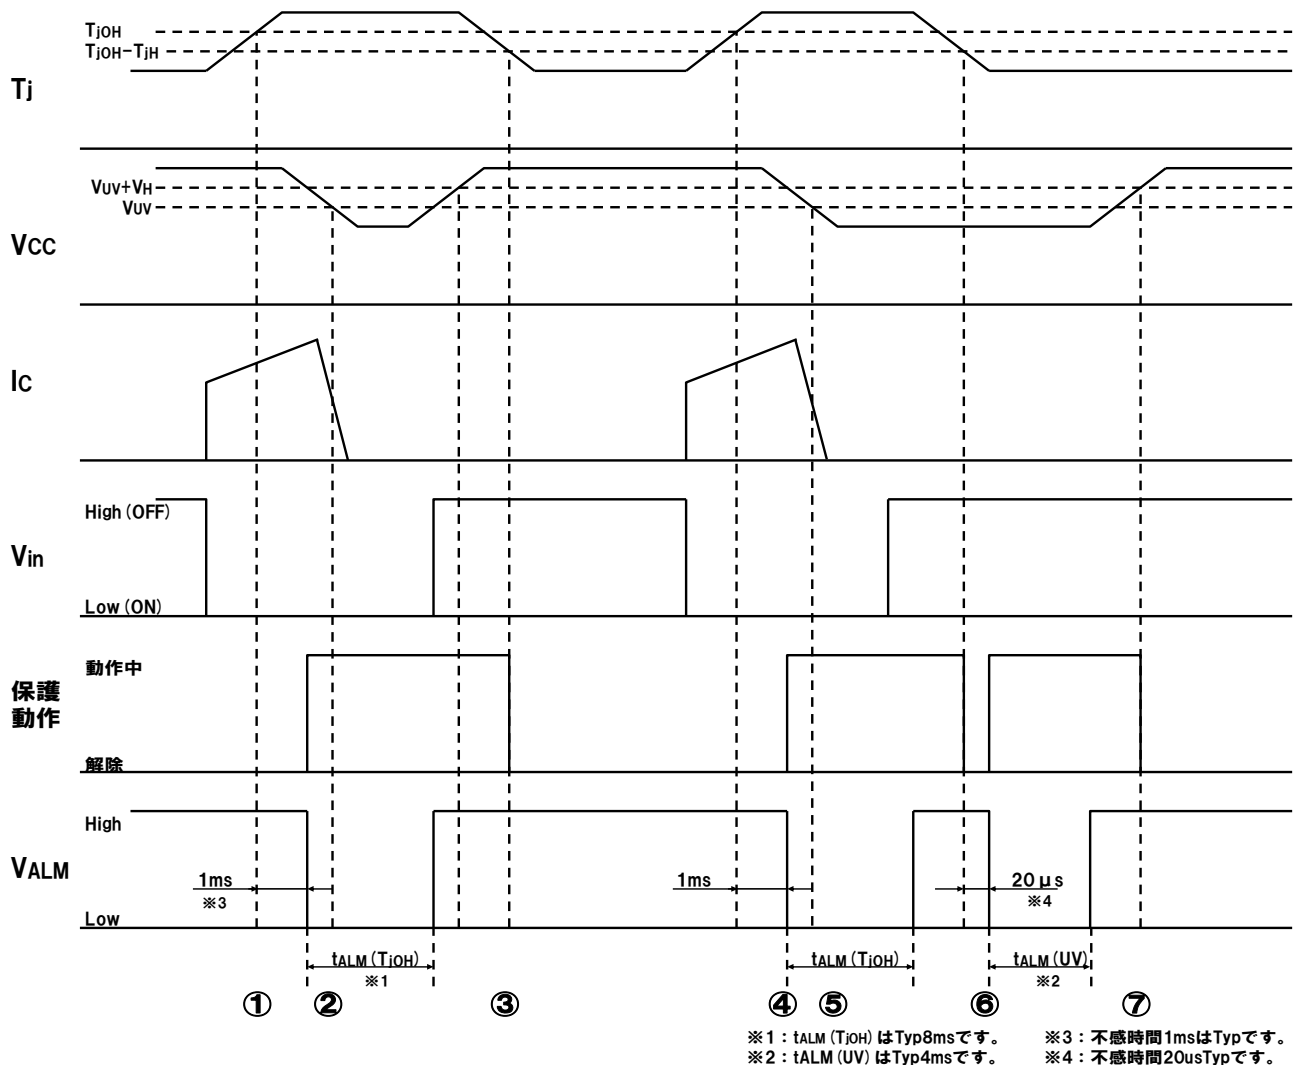 TjOH
TjOH-TjH
Tj
VUV+VH
VUV
VCC
IC
High (OFF)
Vin
Low (ON)
動作中
保護
動作
解除
High
VALM
1ms
※3
1ms
20μs
※4
Low
tALM (TjOH)
※1
tALM (TjOH)
tALM (UV)
※2
① ② ③ ④ ⑤ ⑥ ⑦
※1：tALM (TjOH) はTyp8msです。 ※3：不感時間1msはTypです。
※2：tALM (UV) はTyp4msです。 ※4：不感時間20usTypです。